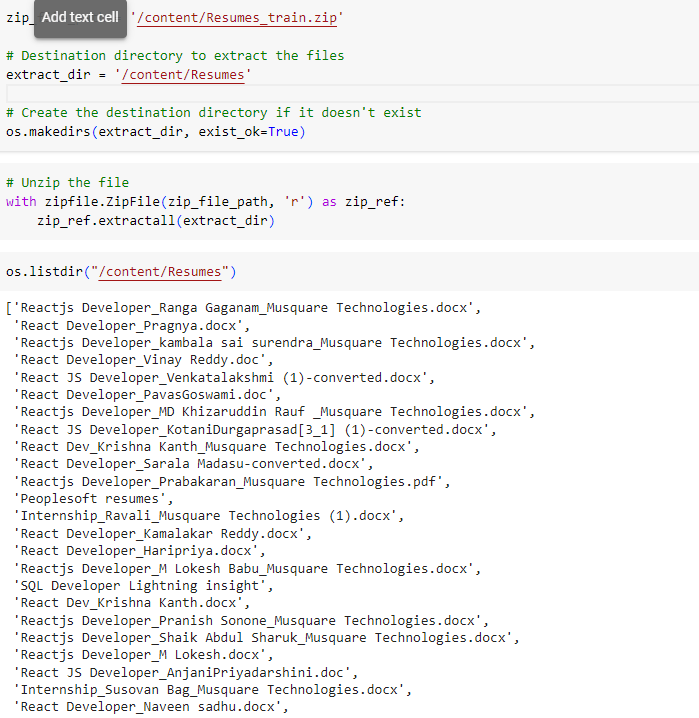 zip_ Add text cell '/content/Resumes_train.zip'
# Destination directory to extract the files
extract_dir = '/content/Resumes'
# Create the destination directory if it doesn't exist
os.makedirs(extract_dir, exist_ok=True)
# Unzip the file
with zipfile.ZipFile(zip_file_path, 'r') as zip_ref:
    zip_ref.extractall(extract_dir)
os.listdir("/content/Resumes")
['Reactjs Developer_Ranga Gaganam_Musquare Technologies.docx',
 'React Developer_Pragnya.docx',
 'Reactjs Developer_kambala sai surendra_Musquare Technologies.docx',
 'React Developer_Vinay Reddy.doc',
 'React JS Developer_Venkatalakshmi (1)-converted.docx',
 'React Developer_PavasGoswami.doc',
 'Reactjs Developer_MD Khizaruddin Rauf _Musquare Technologies.docx',
 'React JS Developer_KotaniDurgaprasad[3_1] (1)-converted.docx',
 'React Dev_Krishna Kanth_Musquare Technologies.docx',
 'React Developer_Sarala Madasu-converted.docx',
 'Reactjs Developer_Prabakaran_Musquare Technologies.pdf',
 'Peoplesoft resumes',
 'Internship_Ravali_Musquare Technologies (1).docx',
 'React Developer_Kamalakar Reddy.docx',
 'React Developer_Haripriya.docx',
 'Reactjs Developer_M Lokesh Babu_Musquare Technologies.docx',
 'SQL Developer Lightning insight',
 'React Dev_Krishna Kanth.docx',
 'Reactjs Developer_Pranish Sonone_Musquare Technologies.docx',
 'Reactjs Developer_Shaik Abdul Sharuk_Musquare Technologies.docx',
 'Reactjs Developer_M Lokesh.docx',
 'React JS Developer_AnjaniPriyadarshini.doc',
 'Internship_Susovan Bag_Musquare Technologies.docx',
 'React Developer_Naveen sadhu.docx',